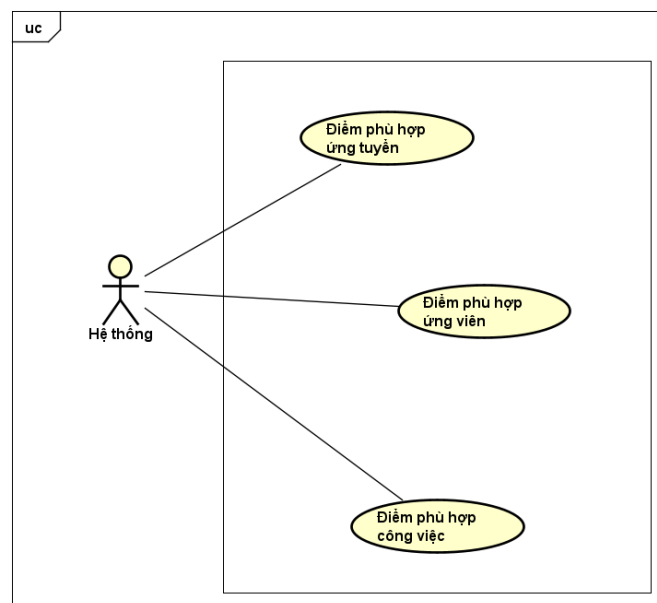 uc
Điểm phù hợp
ứng tuyển
Điểm phù hợp
ứng viên
Hệ thống
Điểm phù hợp
công việc